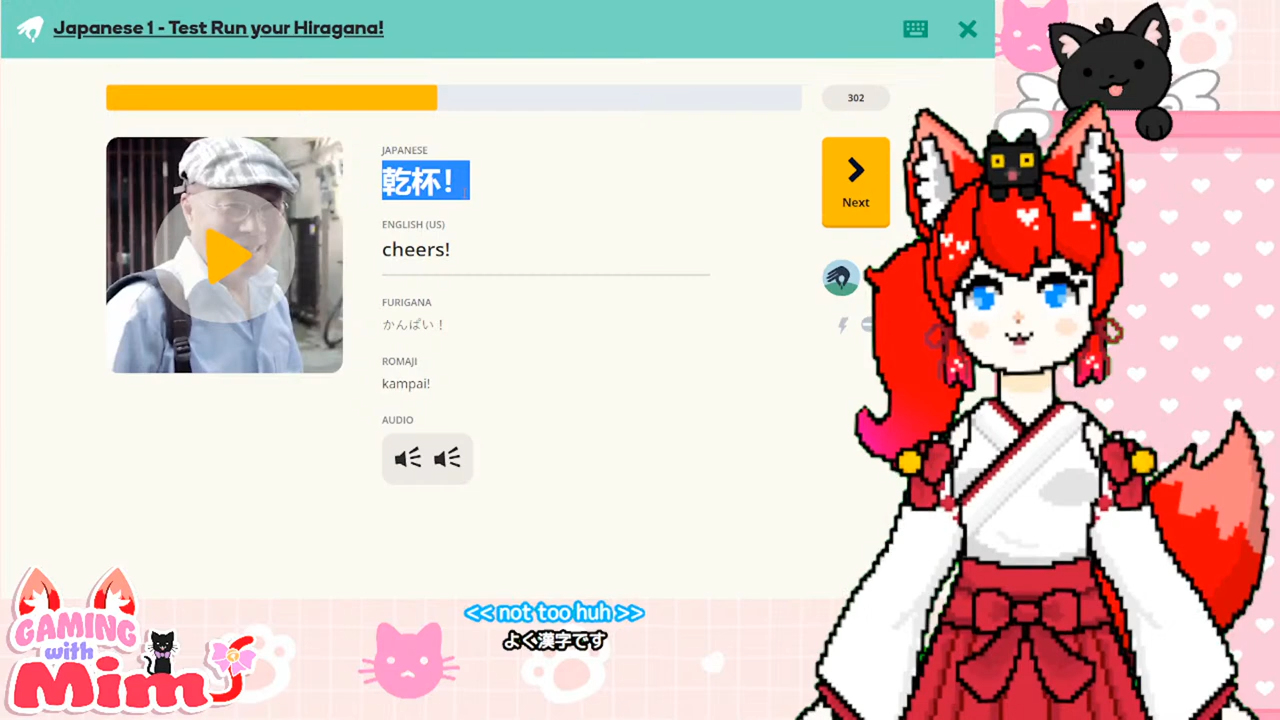 Japanese 1 - Test Run your Hiragana!
302
JAPANESE
乾杯！
Next
ENGLISH (US)
cheers!
FURIGANA
かんぱい！
ROMAJI
kampai!
AUDIO
<< not too huh >>
よく漢字です
GAMING
with
Mim